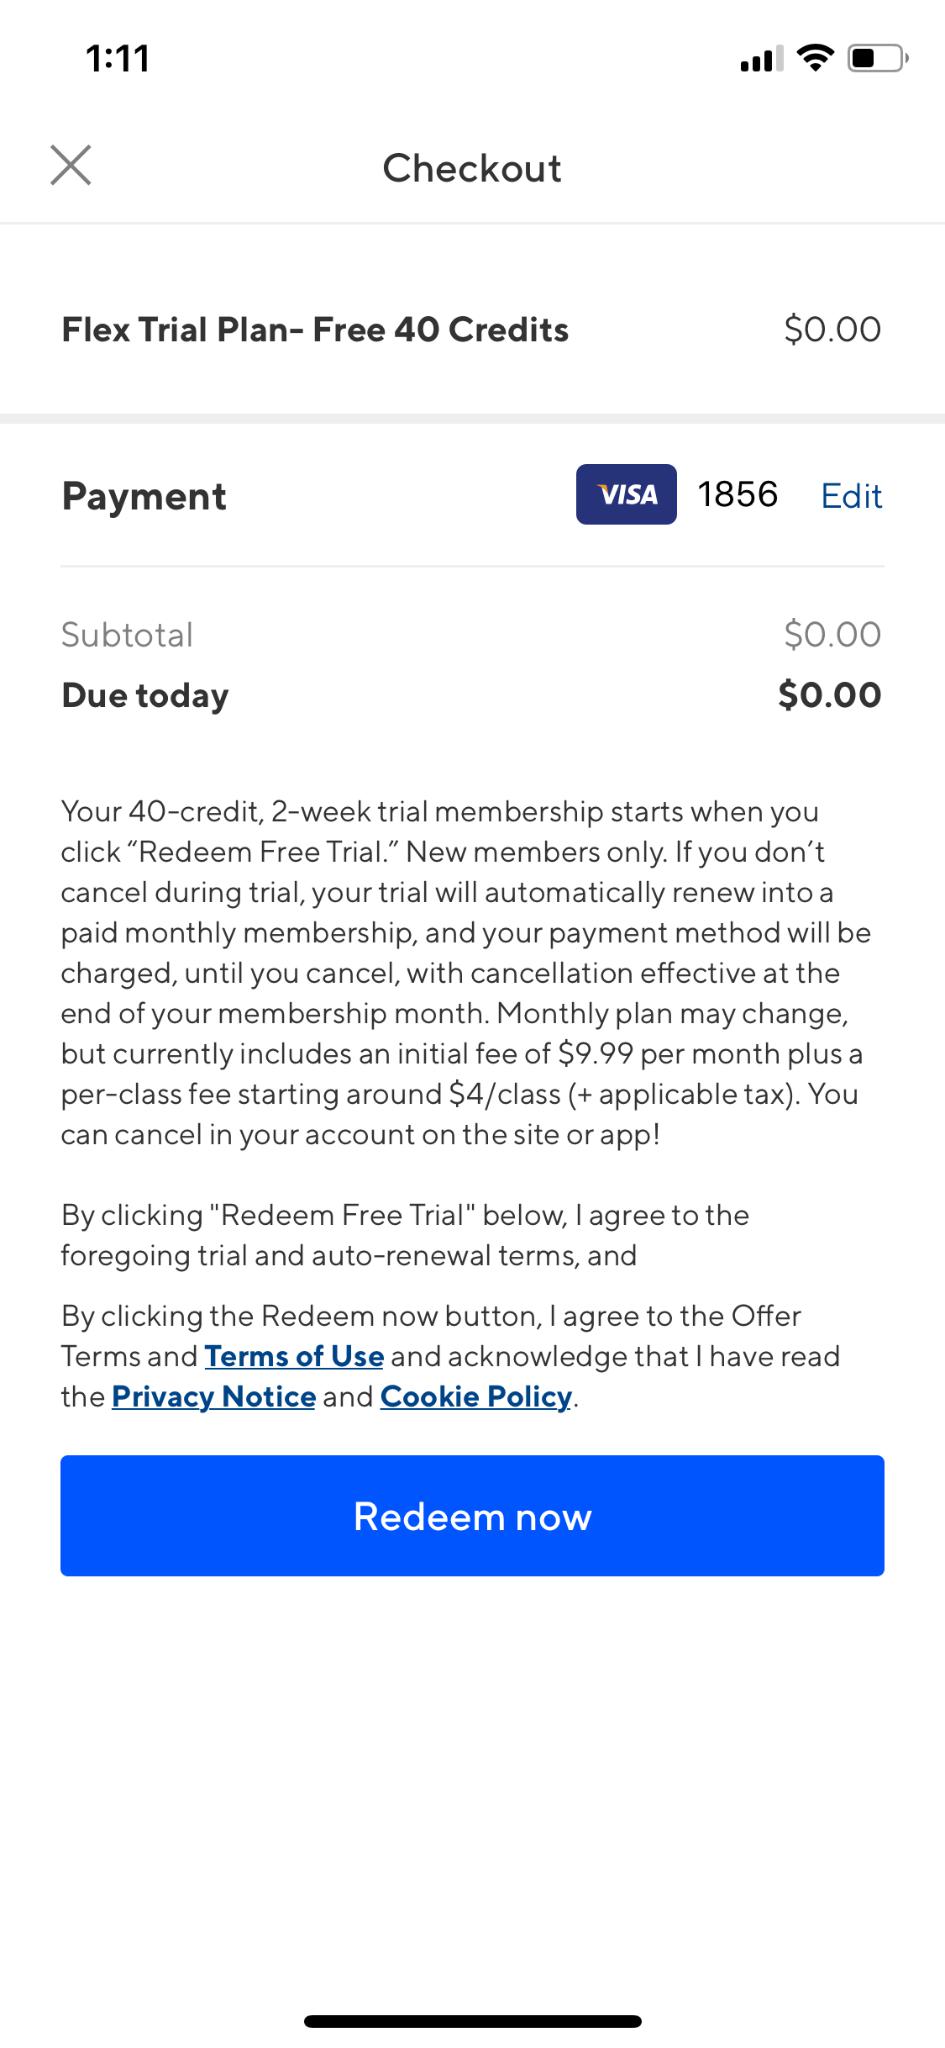 1:11
Checkout
Flex Trial Plan- Free 40 Credits $0.00
Payment VISA 1856 Edit
Subtotal $0.00
Due today $0.00
Your 40-credit, 2-week trial membership starts when you
click “Redeem Free Trial.” New members only. If you don’t
cancel during trial, your trial will automatically renew into a
paid monthly membership, and your payment method will be
charged, until you cancel, with cancellation effective at the
end of your membership month. Monthly plan may change,
but currently includes an initial fee of $9.99 per month plus a
per-class fee starting around $4/class (+ applicable tax). You
can cancel in your account on the site or app!
By clicking "Redeem Free Trial" below, I agree to the
foregoing trial and auto-renewal terms, and
By clicking the Redeem now button, I agree to the Offer
Terms and Terms of Use and acknowledge that I have read
the Privacy Notice and Cookie Policy.
Redeem now